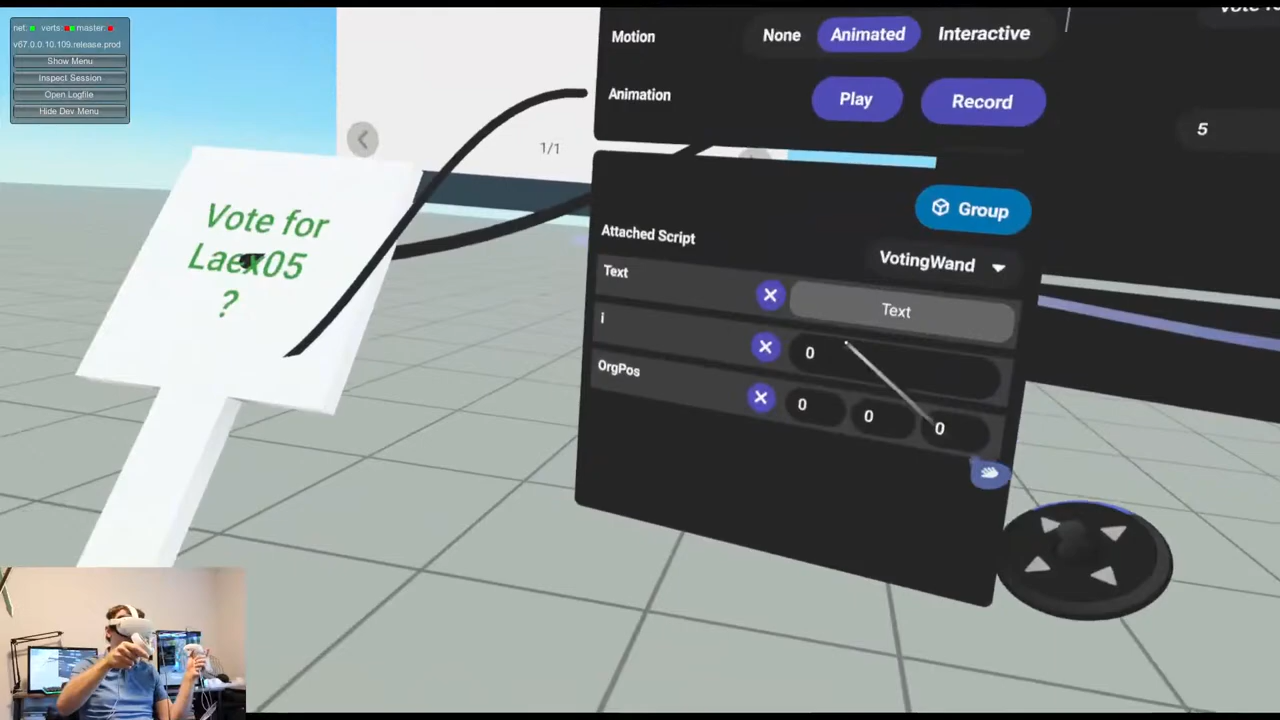 net: verts: master:
v67.0.0.10.109.release.prod
Show Menu
Inspect Session
Open Logfile
Hide Dev Menu
Vote for
Laex05
?
1/1
Motion
None
Animated
Interactive
Animation
Play
Record
5
Group
Attached Script
VotingWand
Text
Text
i
0
OrgPos
0
0
0